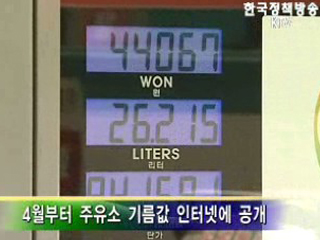 한국정책방송
KTV
44067
WON
원
26.215
LITERS
리터
4월부터 주유소 기름값 인터넷에 공개
단가